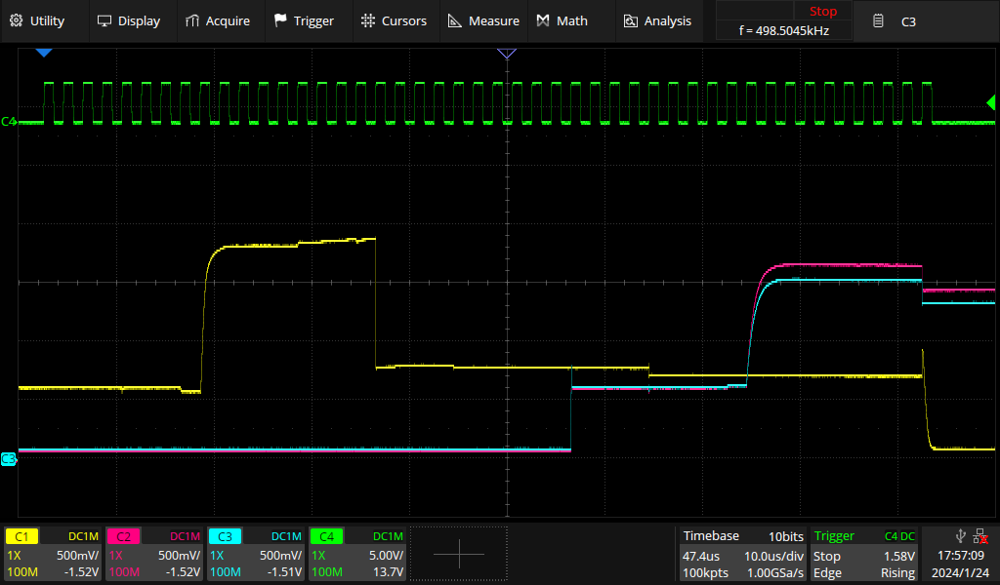 Utility Display Acquire Trigger Cursors Measure Math Analysis Stop C3
f = 498.5045kHz
C4
C3
C1 DC1M C2 DC1M C3 DC1M C4 DC1M Timebase 10bits Trigger C4 DC
1X 500mV/ 1X 500mV/ 1X 500mV/ 1X 5.00V/ 47.4us 10.0us/div Stop 1.58V 17:57:09
100M -1.52V 100M -1.52V 100M -1.51V 100M 13.7V 100kpts 1.00GSa/s Edge Rising 2024/1/24